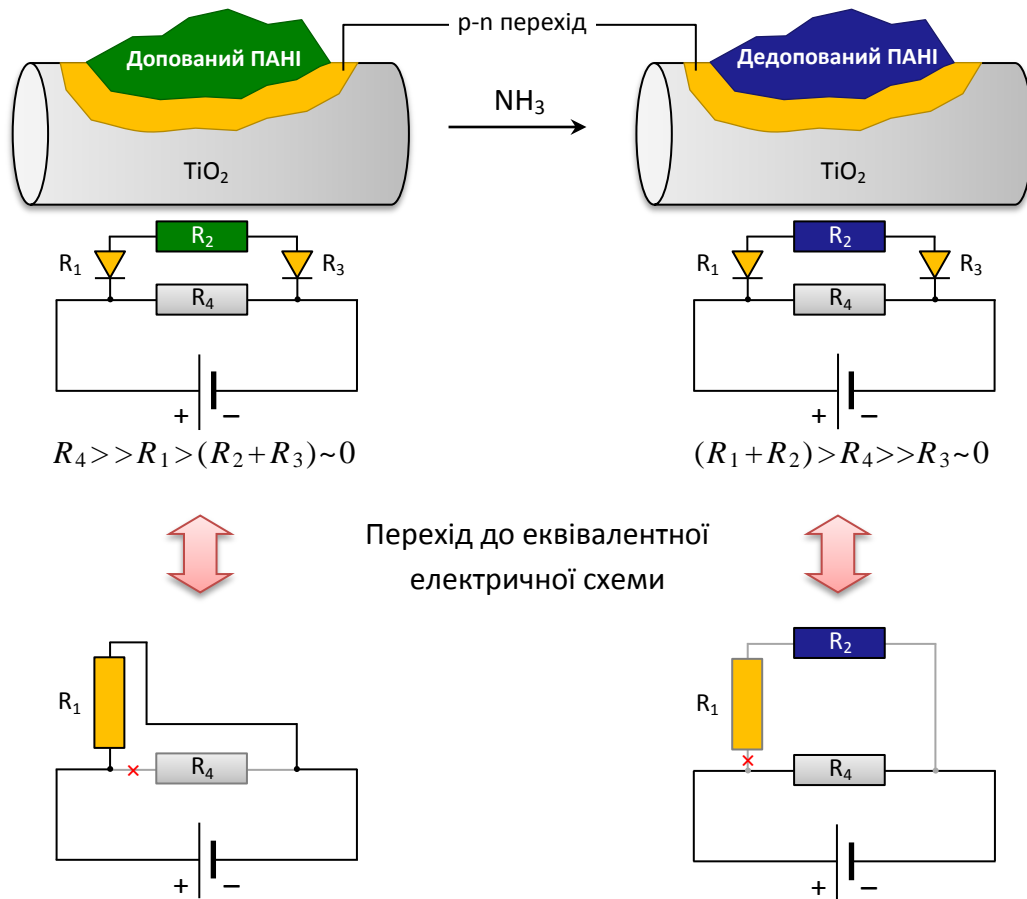 p-n перехід
Допований ПАНІ
Дедопований ПАНІ
NH₃
TiO₂
TiO₂
R₂
R₁
R₃
R₄
+ −
R₂
R₁
R₃
R₄
+ −
R₄>>R₁>(R₂+R₃)~0
(R₁+R₂)>R₄>>R₃~0
Перехід до еквівалентної
електричної схеми
R₁
R₄
+ −
R₂
R₁
R₄
+ −